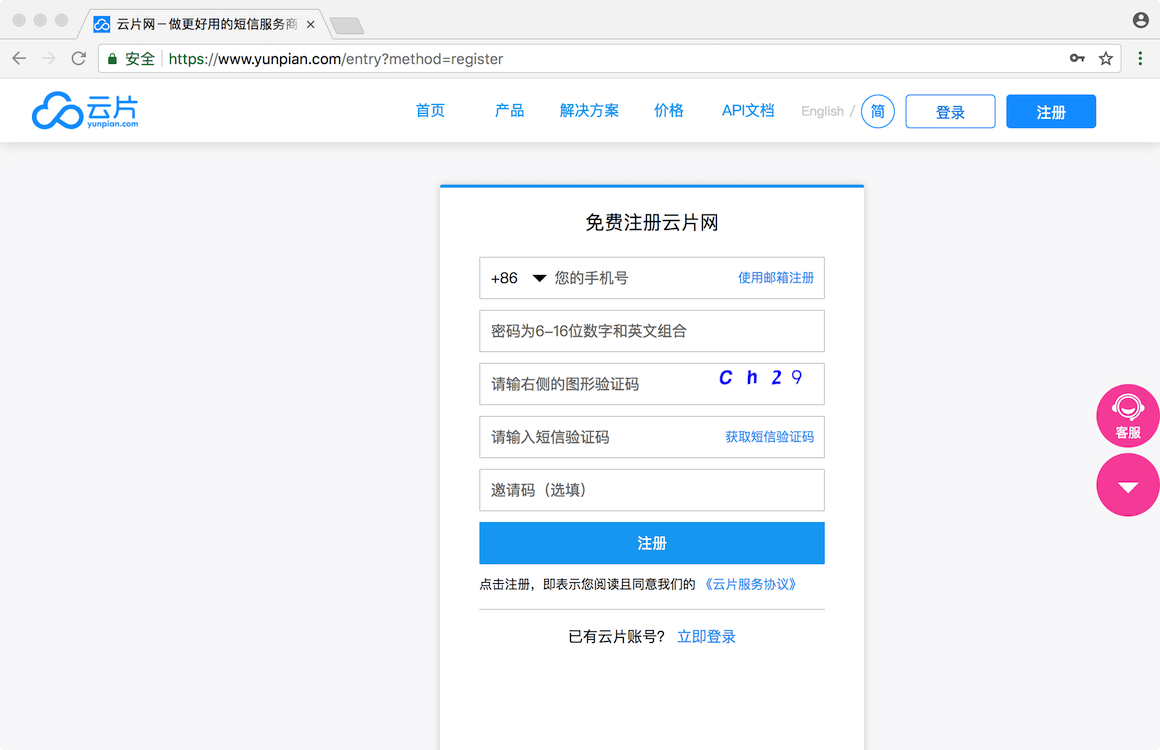 云片网－做更好用的短信服务商
安全 https://www.yunpian.com/entry?method=register
云片
yunpian.com
首页 产品 解决方案 价格 API文档 English / 简 登录 注册
免费注册云片网
+86 您的手机号 使用邮箱注册
密码为6-16位数字和英文组合
请输右侧的图形验证码 C h 2 9
请输入短信验证码 获取短信验证码
邀请码（选填）
注册
点击注册，即表示您阅读且同意我们的 《云片服务协议》
已有云片账号? 立即登录
客服